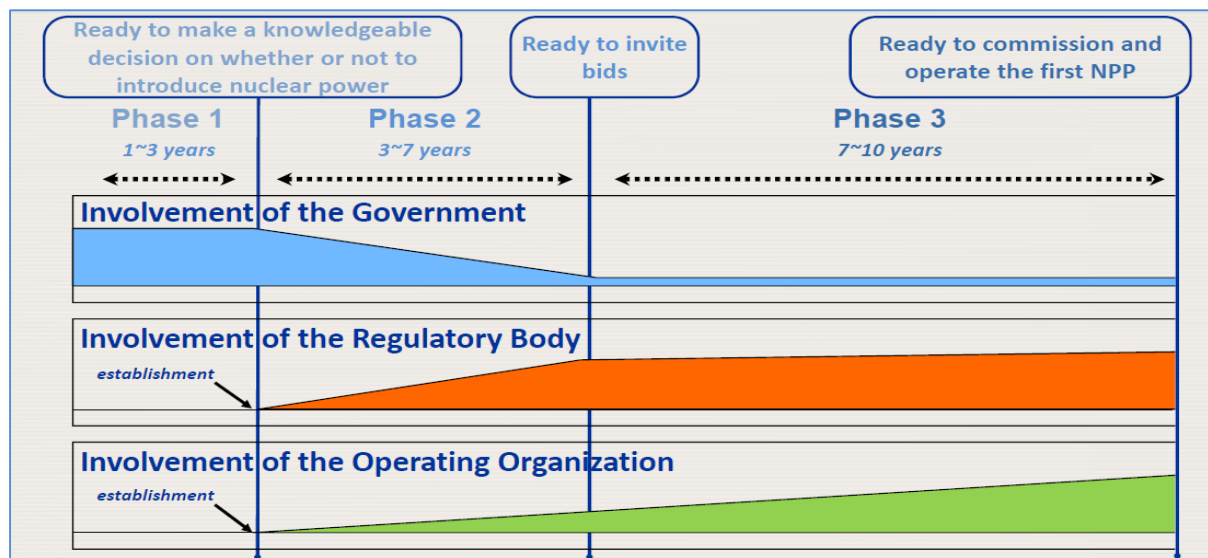 Ready to make a knowledgeable
decision on whether or not to
introduce nuclear power
Ready to invite
bids
Ready to commission and
operate the first NPP
Phase 1
1~3 years
Phase 2
3~7 years
Phase 3
7~10 years
Involvement of the Government
Involvement of the Regulatory Body
establishment
Involvement of the Operating Organization
establishment